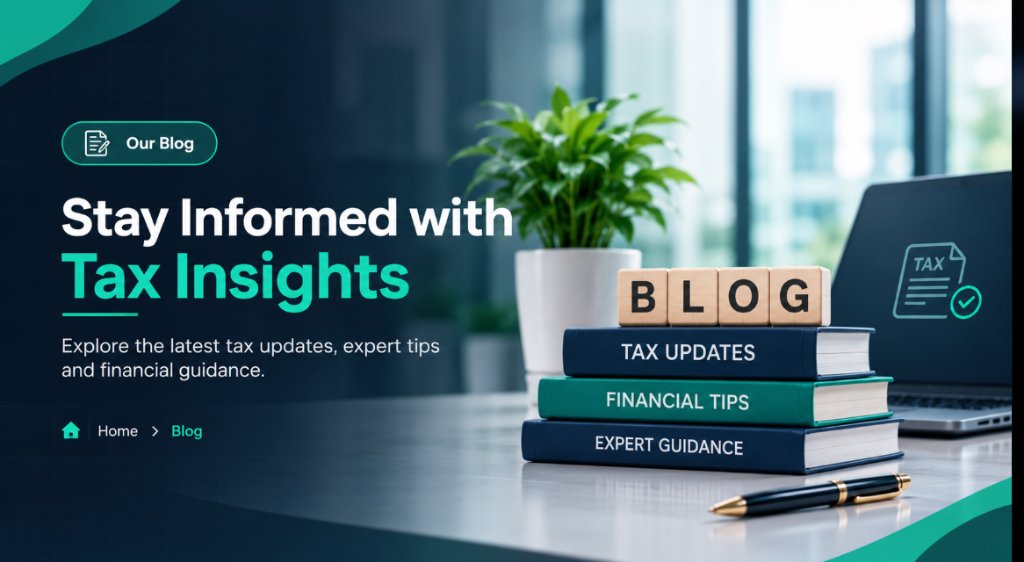 Our Blog
Stay Informed with
Tax Insights
Explore the latest tax updates, expert tips
and financial guidance.
Home > Blog
BLOG
TAX UPDATES
FINANCIAL TIPS
EXPERT GUIDANCE
TAX